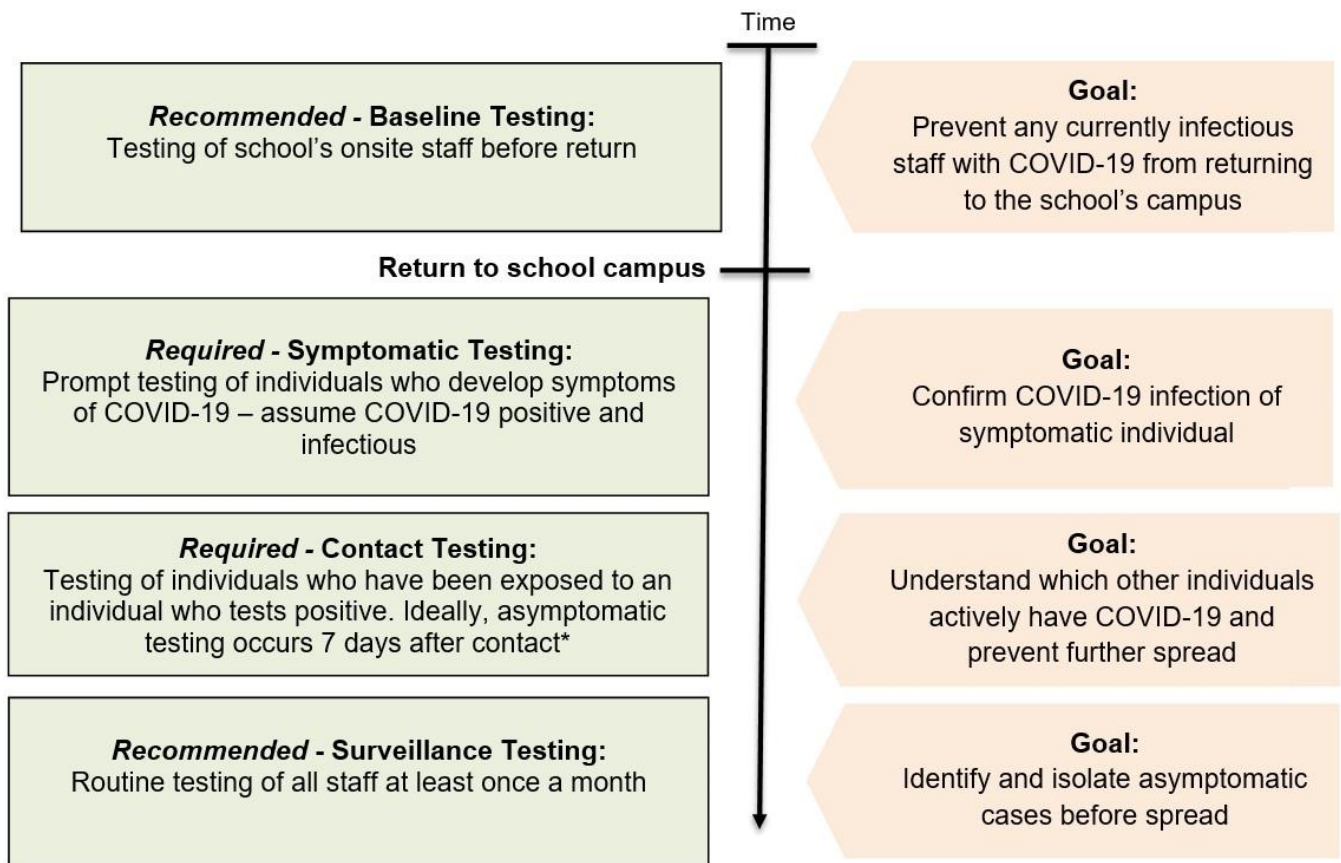 Time
Recommended - Baseline Testing:
Testing of school's onsite staff before return
Goal:
Prevent any currently infectious
staff with COVID-19 from returning
to the school's campus
Return to school campus
Required - Symptomatic Testing:
Prompt testing of individuals who develop symptoms
of COVID-19 – assume COVID-19 positive and
infectious
Goal:
Confirm COVID-19 infection of
symptomatic individual
Required - Contact Testing:
Testing of individuals who have been exposed to an
individual who tests positive. Ideally, asymptomatic
testing occurs 7 days after contact*
Goal:
Understand which other individuals
actively have COVID-19 and
prevent further spread
Recommended - Surveillance Testing:
Routine testing of all staff at least once a month
Goal:
Identify and isolate asymptomatic
cases before spread